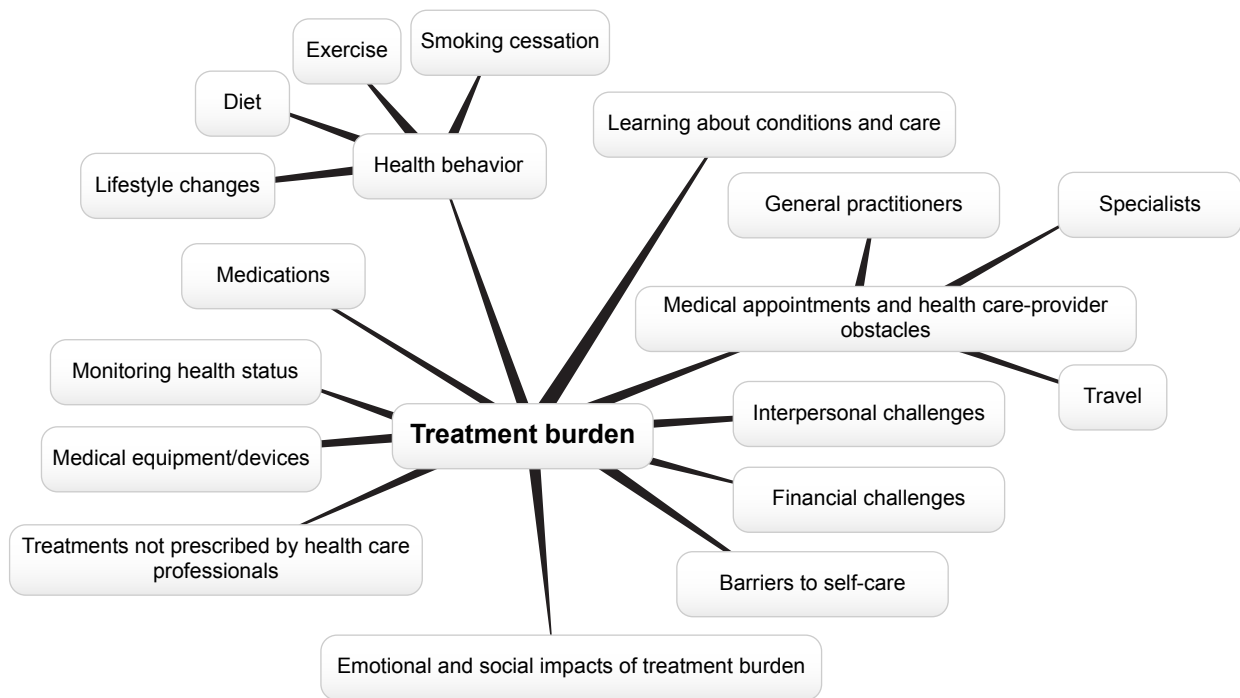 Smoking cessation
Exercise
Diet
Learning about conditions and care
Health behavior
Lifestyle changes
General practitioners
Specialists
Medications
Medical appointments and health care-provider
obstacles
Monitoring health status
Travel
Interpersonal challenges
Treatment burden
Medical equipment/devices
Financial challenges
Treatments not prescribed by health care
professionals
Barriers to self-care
Emotional and social impacts of treatment burden